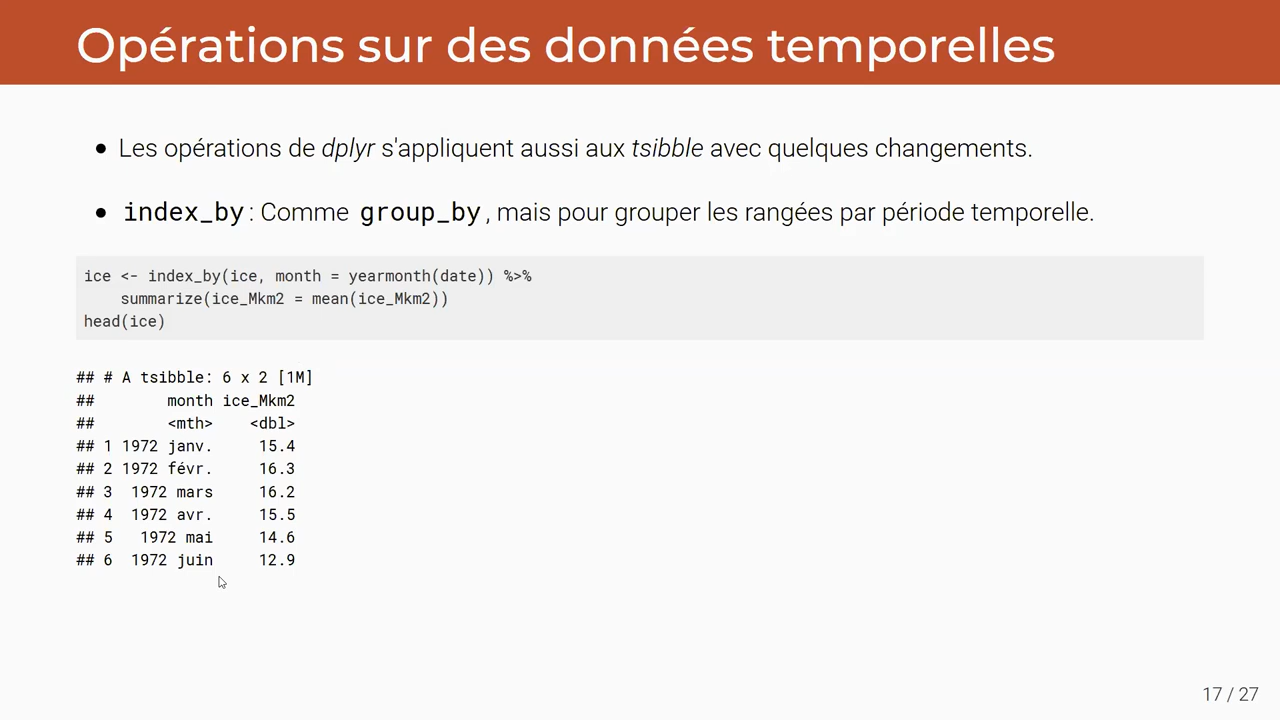 Opérations sur des données temporelles
• Les opérations de dplyr s'appliquent aussi aux tsibble avec quelques changements.
• index_by : Comme group_by, mais pour grouper les rangées par période temporelle.
ice <- index_by(ice, month = yearmonth(date)) %>%
    summarize(ice_Mkm2 = mean(ice_Mkm2))
head(ice)
## # A tsibble: 6 x 2 [1M]
##        month ice_Mkm2
##        <mth>    <dbl>
## 1 1972 janv.     15.4
## 2 1972 févr.     16.3
## 3  1972 mars     16.2
## 4  1972 avr.     15.5
## 5   1972 mai     14.6
## 6  1972 juin     12.9
17 / 27